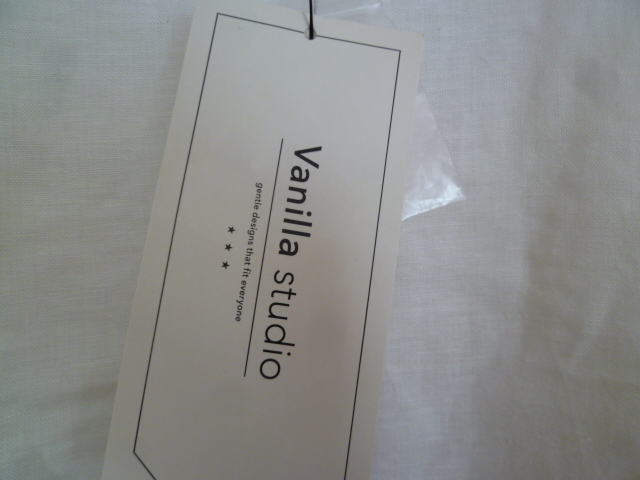 Vanilla studio
gentle designs that fit everyone
★ ★ ★